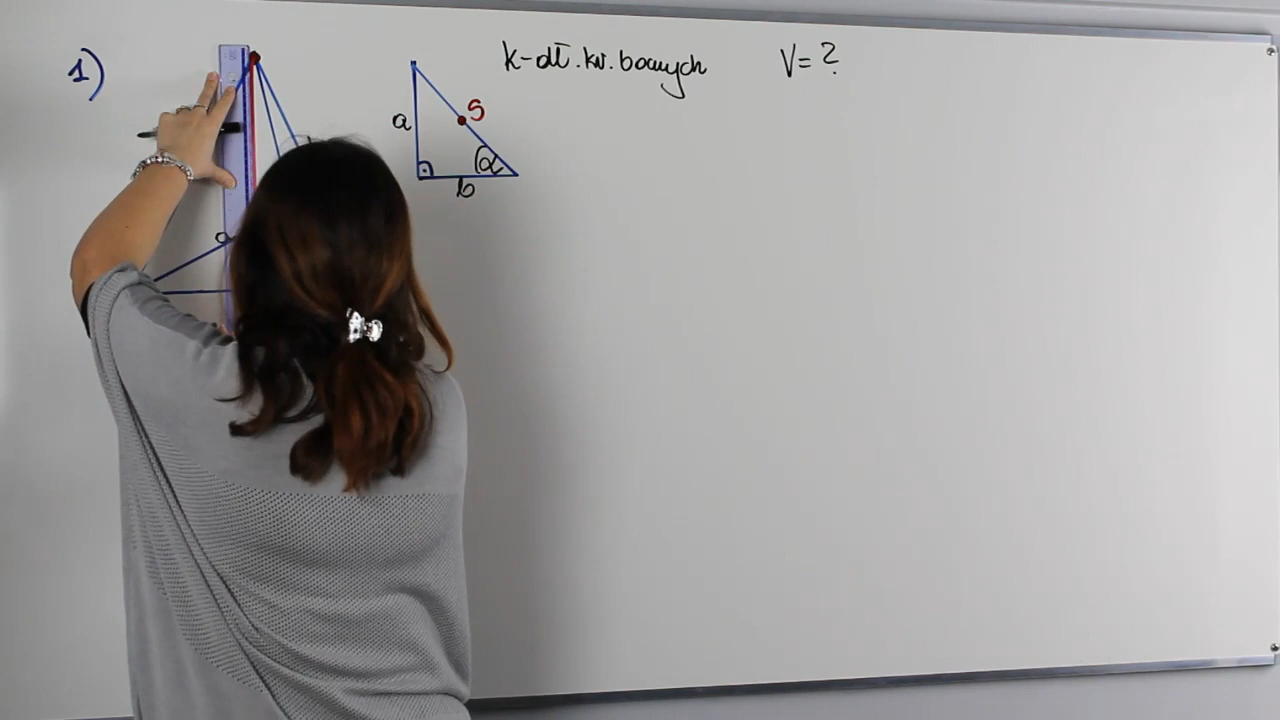 1)
k-dł. kr. bocznych V = ?
a
S
α
b
a